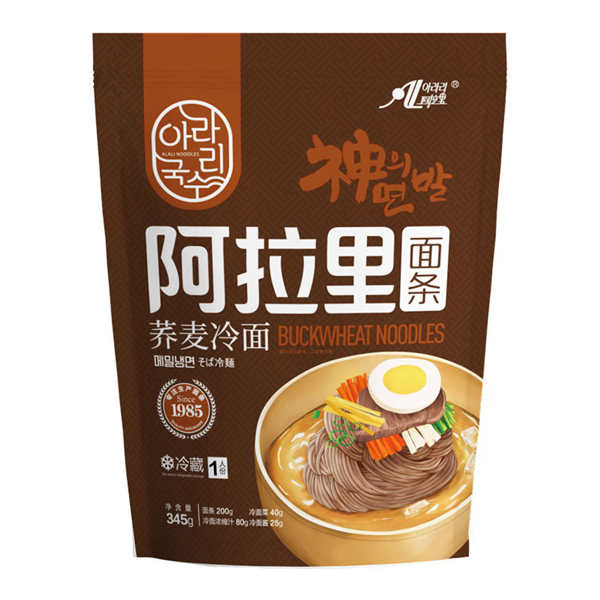 아라리
阿拉里®
아라리
국수
ALALI NOODLES
神의
면발
阿拉里
面条
荞麦冷面 BUCKWHEAT NOODLES
메밀냉면 そば冷麺
Since
1985
冷藏 1人份
净含量
345g
面条 200g 冷面菜 40g
冷面浓缩汁 80g 冷面酱 25g